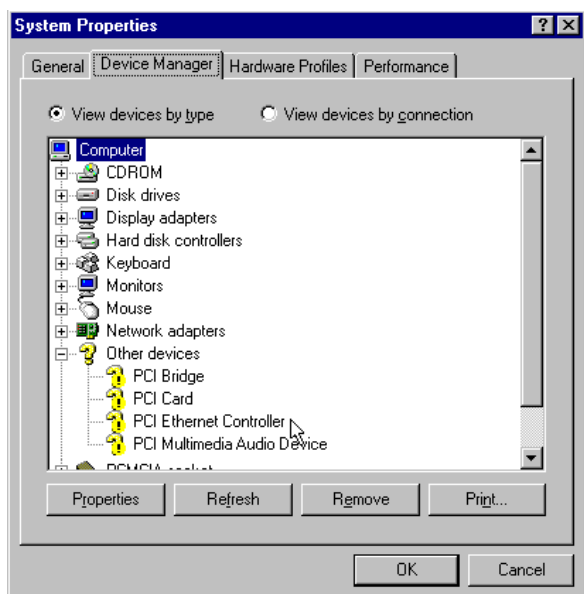 System Properties
General Device Manager Hardware Profiles Performance
View devices by type View devices by connection
Computer
CDROM
Disk drives
Display adapters
Hard disk controllers
Keyboard
Monitors
Mouse
Network adapters
Other devices
PCI Bridge
PCI Card
PCI Ethernet Controller
PCI Multimedia Audio Device
PCMCIA socket
Properties Refresh Remove Print...
OK Cancel